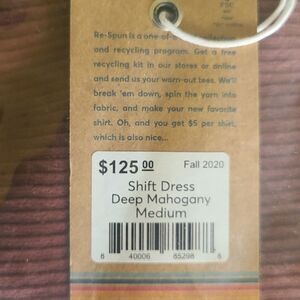 FSC
Re-Spun is a one-of-a
and recycling program. Get a free
recycling kit in our stores or online
and send us your worn-out tees. We'll
break 'em down, spin the yarn into
fabric, and make your new favorite
shirt. Oh, and you get $5 per shirt,
which is also nice...
$125.00 Fall 2020
Shift Dress
Deep Mahogany
Medium
6 40006 85298 8